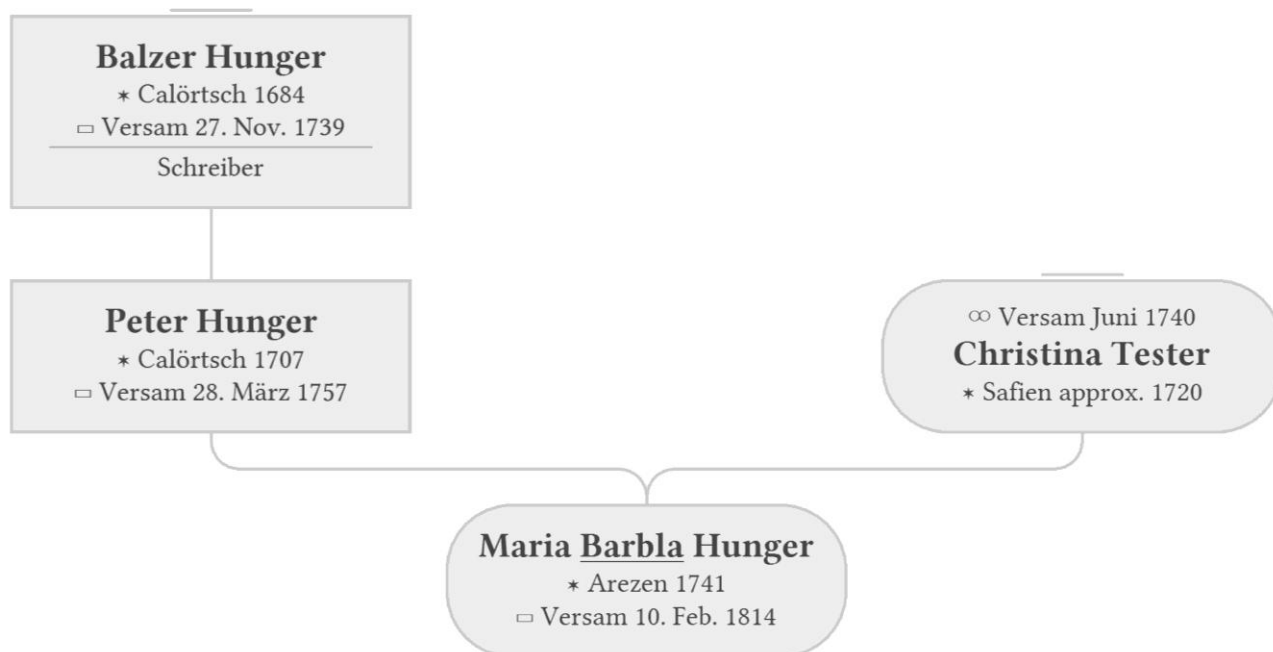 Balzer Hunger
✶ Calörtsch 1684
▭ Versam 27. Nov. 1739
Schreiber
Peter Hunger
✶ Calörtsch 1707
▭ Versam 28. März 1757
⚭ Versam Juni 1740
Christina Tester
✶ Safien approx. 1720
Maria Barbla Hunger
✶ Arezen 1741
▭ Versam 10. Feb. 1814